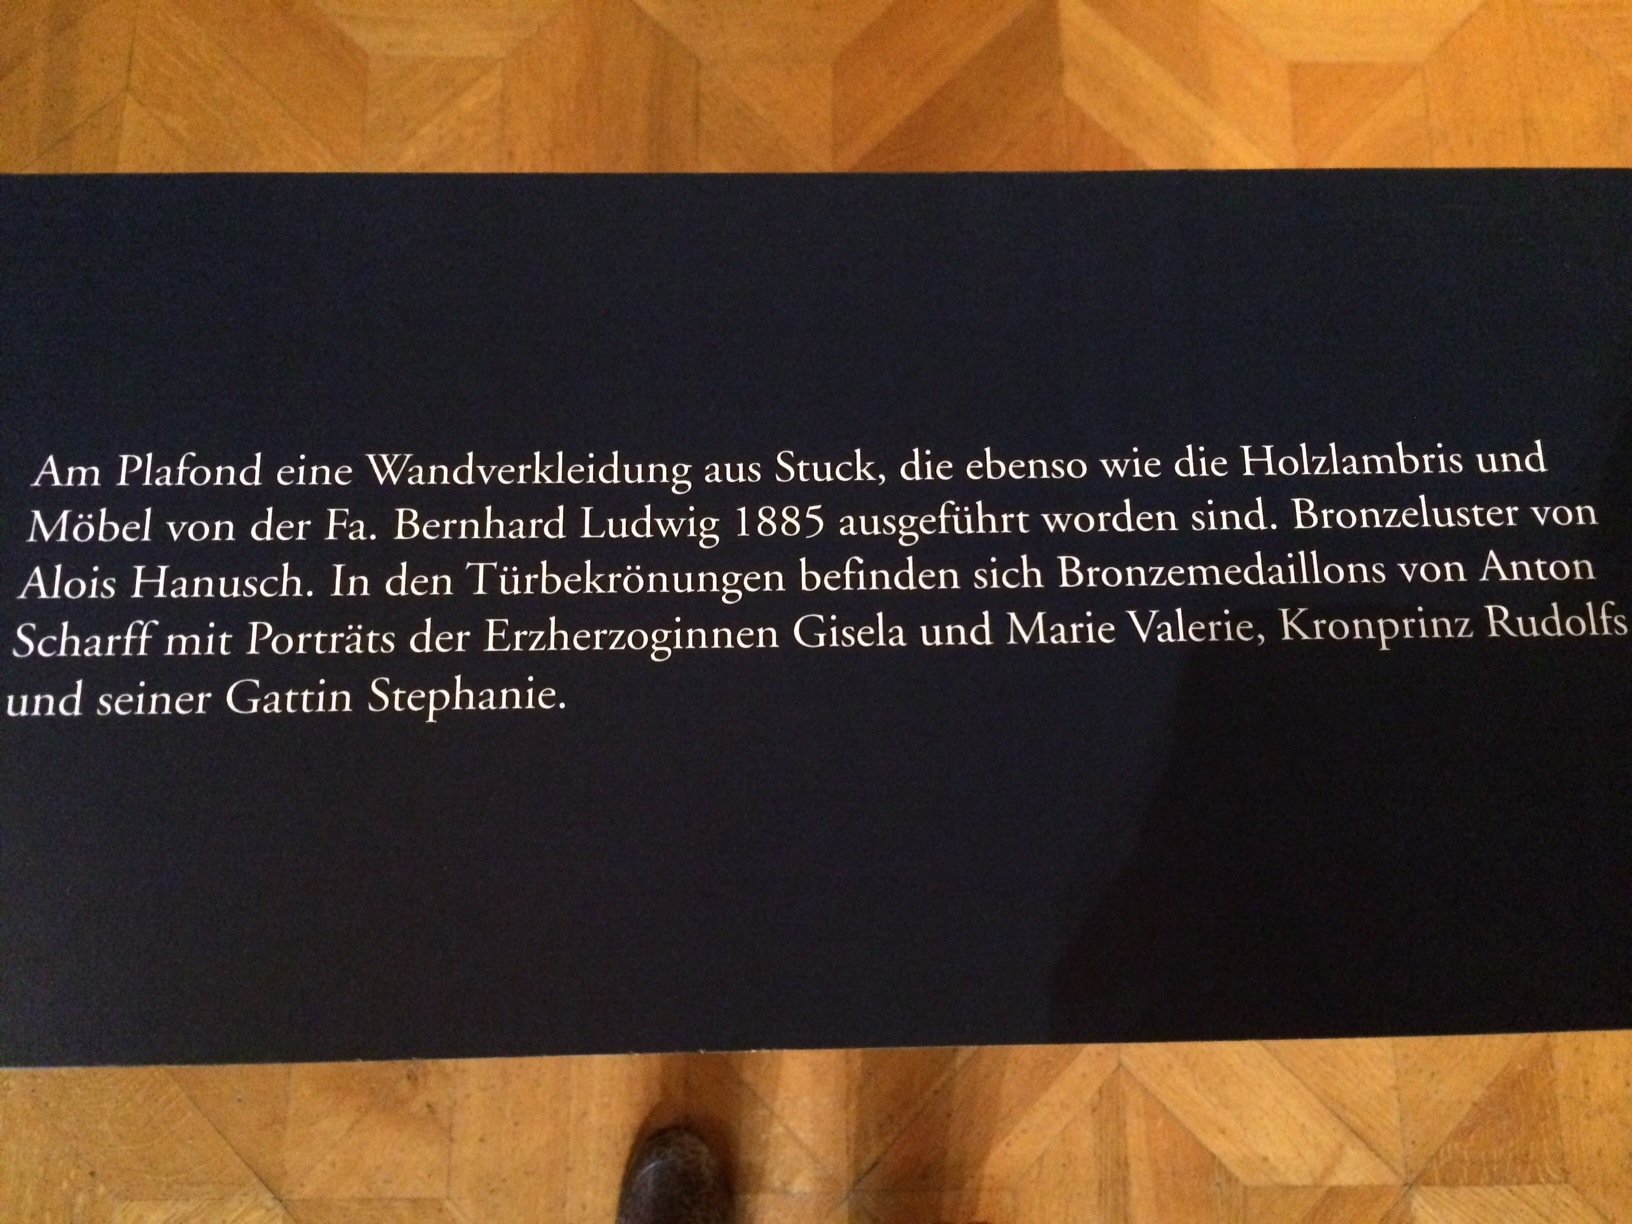 Am Plafond eine Wandverkleidung aus Stuck, die ebenso wie die Holzlambris und
Möbel von der Fa. Bernhard Ludwig 1885 ausgeführt worden sind. Bronzeluster von
Alois Hanusch. In den Türbekrönungen befinden sich Bronzemedaillons von Anton
Scharff mit Porträts der Erzherzoginnen Gisela und Marie Valerie, Kronprinz Rudolfs
und seiner Gattin Stephanie.